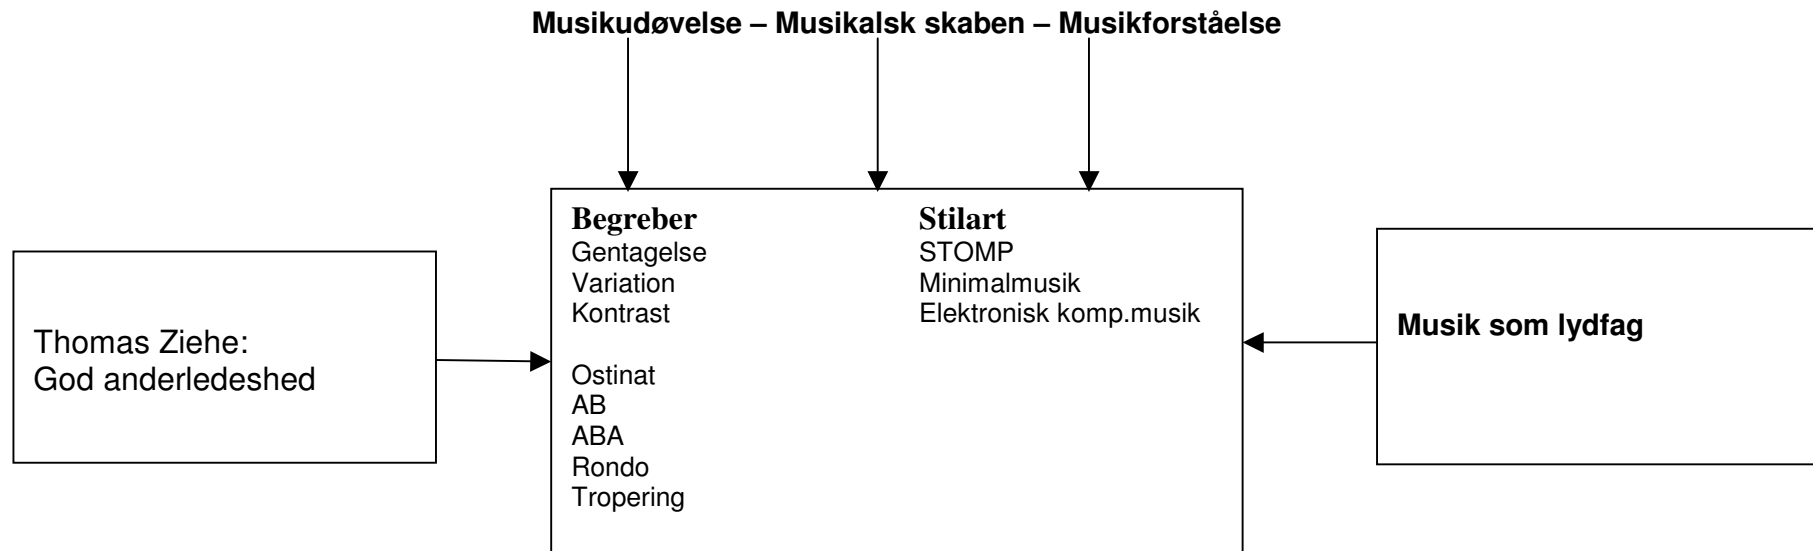 Musikudøvelse – Musikalsk skaben – Musikforståelse
Thomas Ziehe:
God anderledeshed
Begreber
Gentagelse
Variation
Kontrast
Ostinat
AB
ABA
Rondo
Tropering
Stilart
STOMP
Minimalmusik
Elektronisk komp.musik
Musik som lydfag